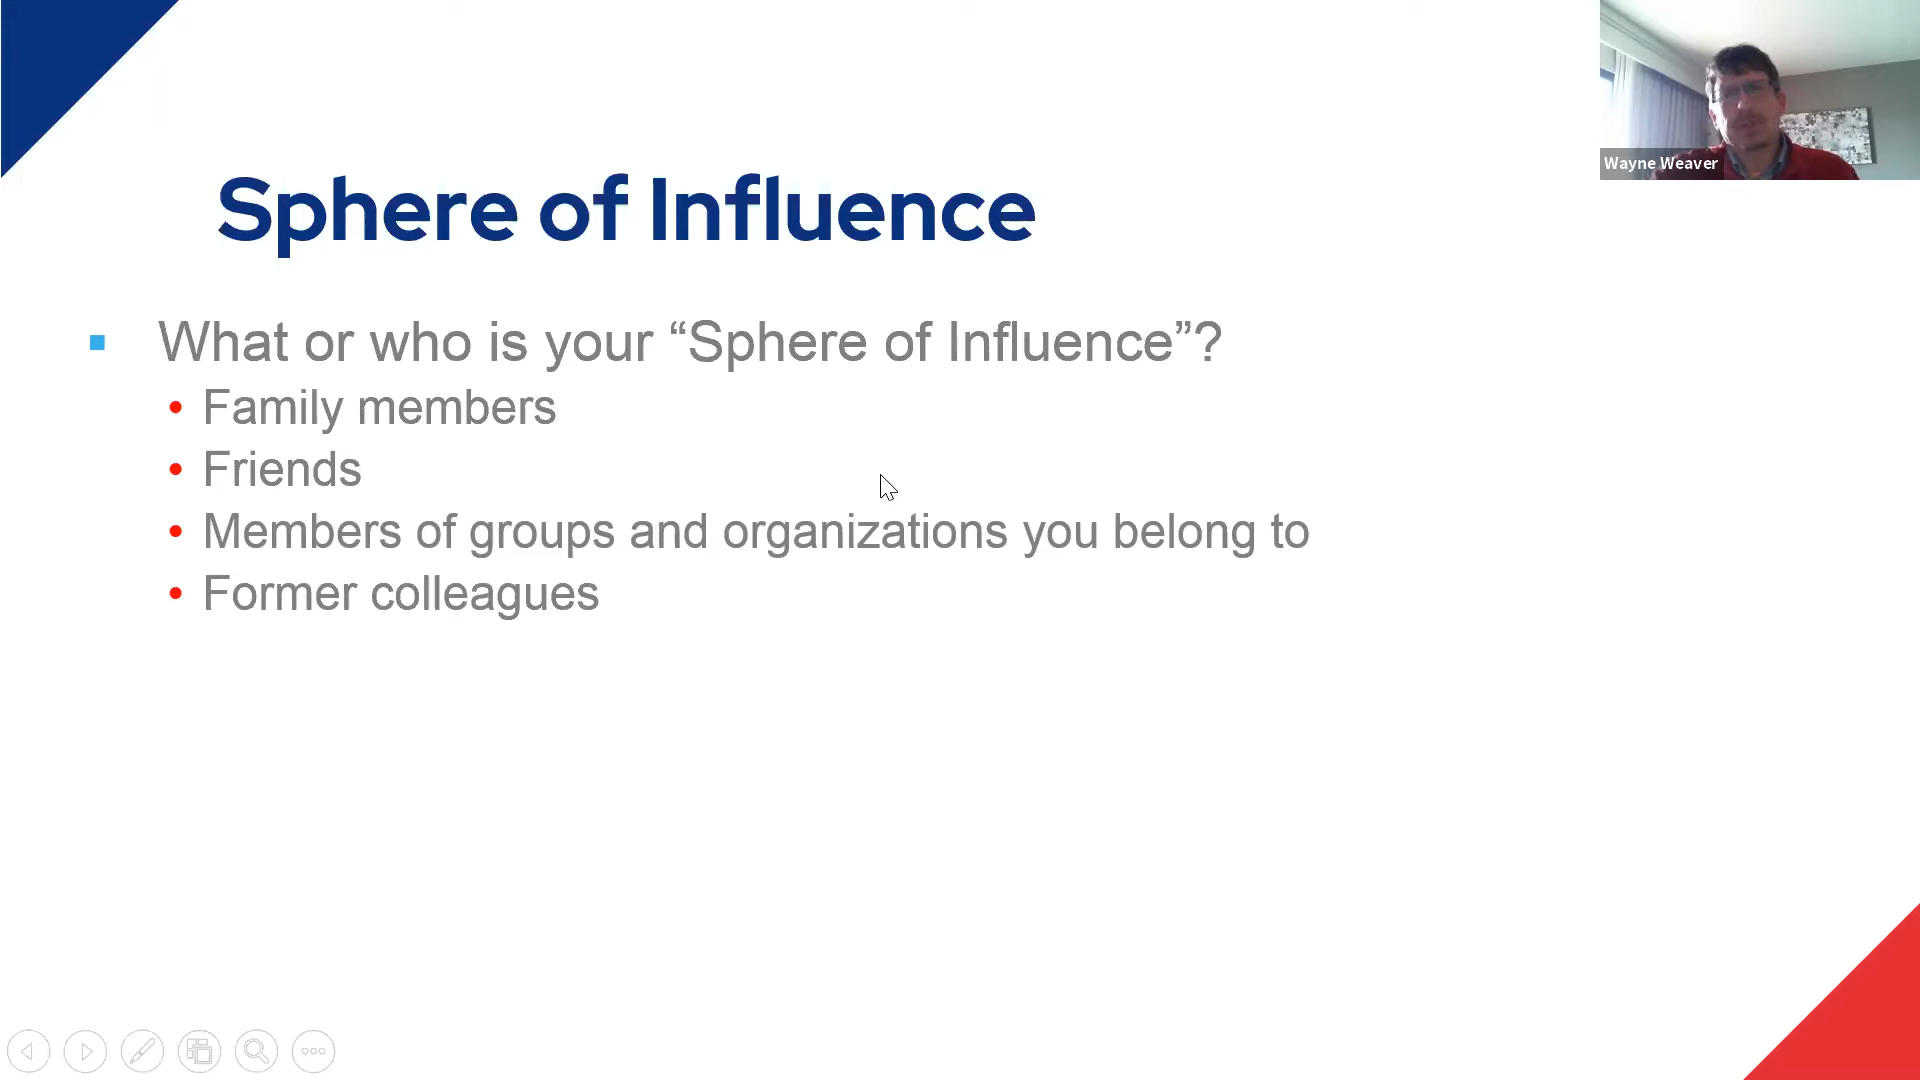 Wayne Weaver
Sphere of Influence
What or who is your “Sphere of Influence”?
Family members
Friends
Members of groups and organizations you belong to
Former colleagues